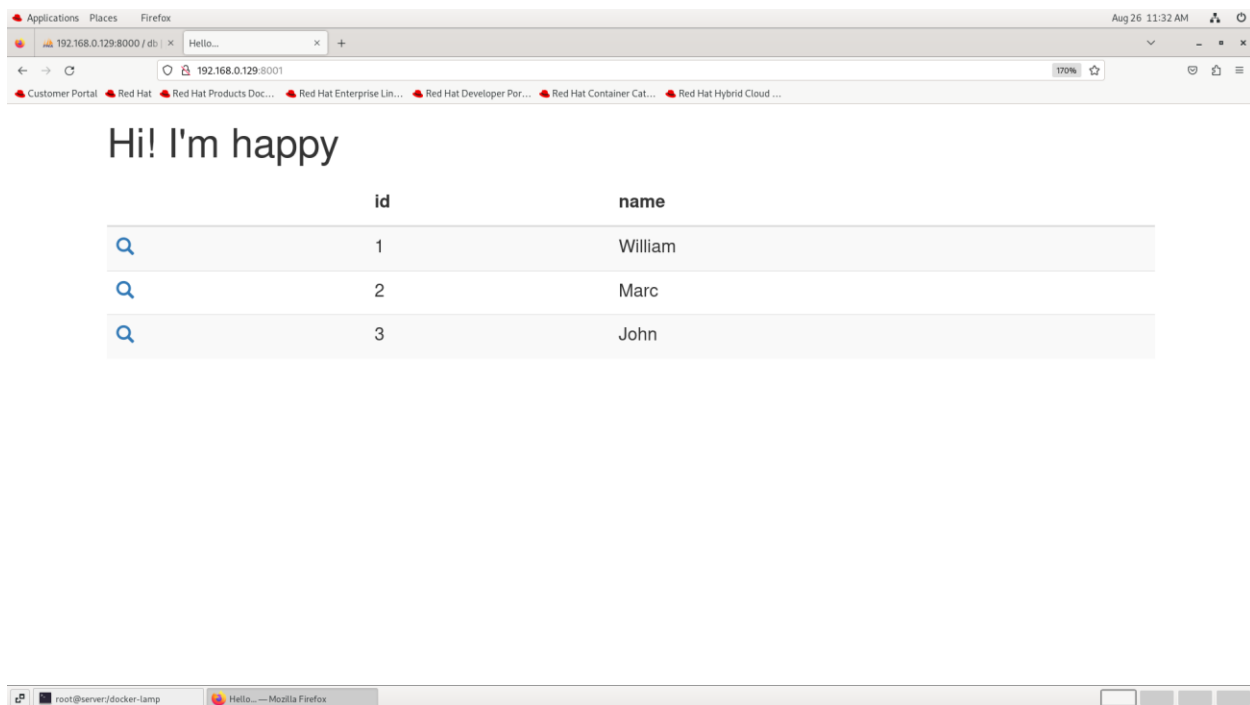 Applications Places Firefox Aug 26 11:32 AM
192.168.0.129:8000 / db | × Hello... × +
192.168.0.129:8001 170%
Customer Portal Red Hat Red Hat Products Doc... Red Hat Enterprise Lin... Red Hat Developer Por... Red Hat Container Cat... Red Hat Hybrid Cloud ...
Hi! I'm happy
id name
1 William
2 Marc
3 John
root@server:/docker-lamp Hello... — Mozilla Firefox